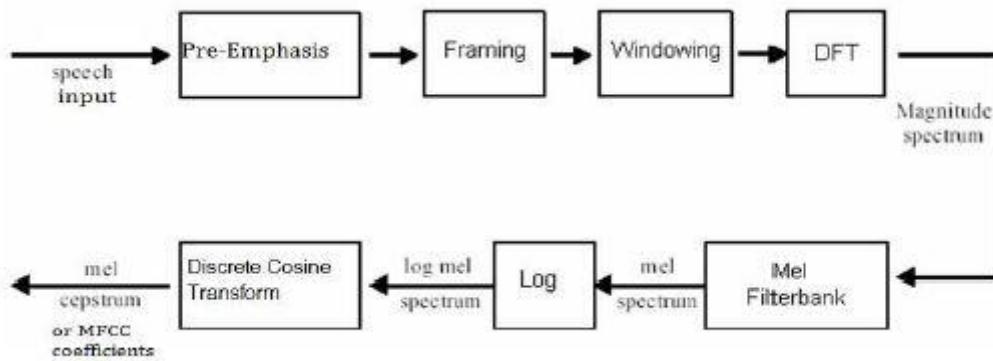 speech
input
Pre-Emphasis
Framing
Windowing
DFT
Magnitude
spectrum
Mel
Filterbank
mel
spectrum
Log
log mel
spectrum
Discrete Cosine
Transform
mel
cepstrum
or MFCC
coefficients